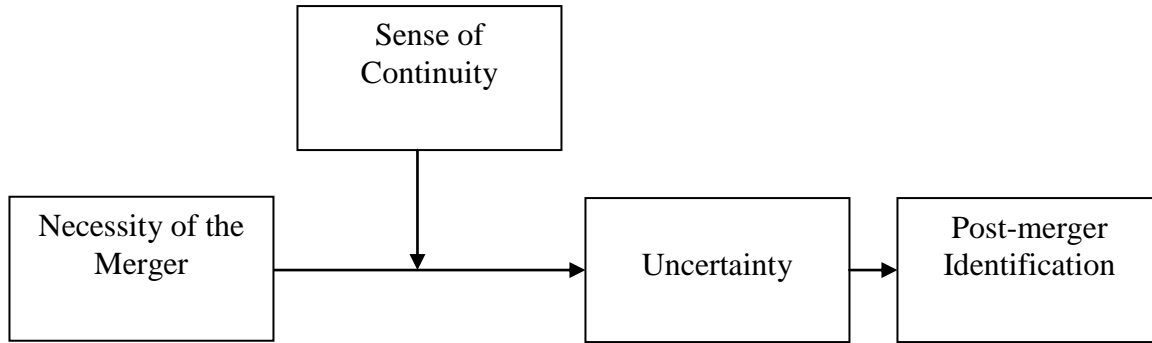 Sense of
Continuity
Necessity of the
Merger
Uncertainty
Post-merger
Identification